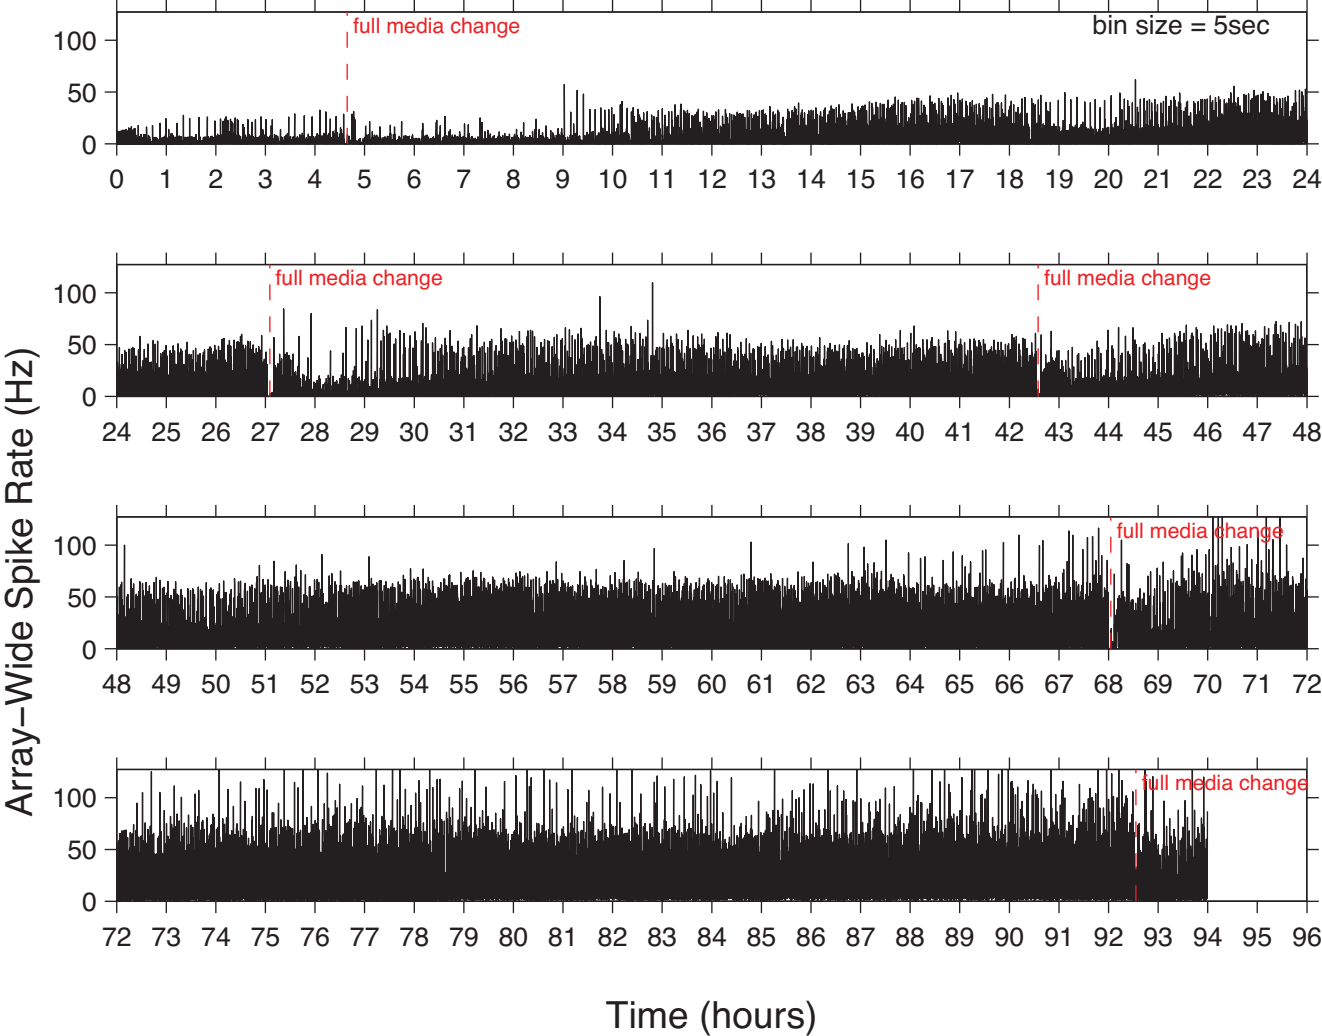 full media change
bin size = 5sec
100
50
0
0 1 2 3 4 5 6 7 8 9 10 11 12 13 14 15 16 17 18 19 20 21 22 23 24
full media change
full media change
100
50
0
24 25 26 27 28 29 30 31 32 33 34 35 36 37 38 39 40 41 42 43 44 45 46 47 48
Array-Wide Spike Rate (Hz)
full media change
100
50
0
48 49 50 51 52 53 54 55 56 57 58 59 60 61 62 63 64 65 66 67 68 69 70 71 72
full media change
100
50
0
72 73 74 75 76 77 78 79 80 81 82 83 84 85 86 87 88 89 90 91 92 93 94 95 96
Time (hours)